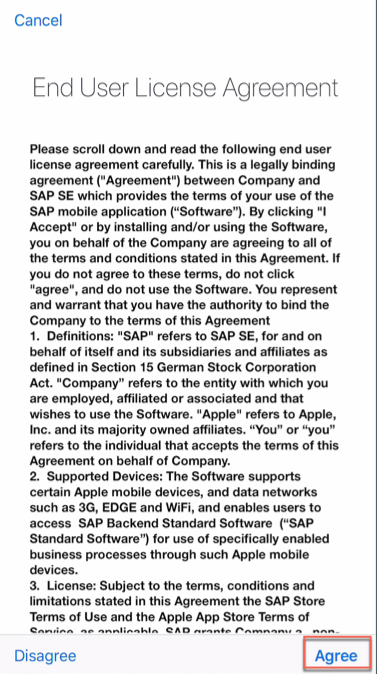 Cancel
End User License Agreement
Please scroll down and read the following end user
license agreement carefully. This is a legally binding
agreement ("Agreement") between Company and
SAP SE which provides the terms of your use of the
SAP mobile application (“Software”). By clicking "I
Accept" or by installing and/or using the Software,
you on behalf of the Company are agreeing to all of
the terms and conditions stated in this Agreement. If
you do not agree to these terms, do not click
"agree", and do not use the Software. You represent
and warrant that you have the authority to bind the
Company to the terms of this Agreement
1.  Definitions: "SAP" refers to SAP SE, for and on
behalf of itself and its subsidiaries and affiliates as
defined in Section 15 German Stock Corporation
Act. "Company” refers to the entity with which you
are employed, affiliated or associated and that
wishes to use the Software. "Apple" refers to Apple,
Inc. and its majority owned affiliates. “You” or “you”
refers to the individual that accepts the terms of this
Agreement on behalf of Company.
2.  Supported Devices: The Software supports
certain Apple mobile devices, and data networks
such as 3G, EDGE and WiFi, and enables users to
access  SAP Backend Standard Software  (“SAP
Standard Software”) for use of specifically enabled
business processes through such Apple mobile
devices.
3.  License: Subject to the terms, conditions and
limitations stated in this Agreement the SAP Store
Terms of Use and the Apple App Store Terms of
Service, as applicable, SAP grants Company a  non-
Disagree
Agree